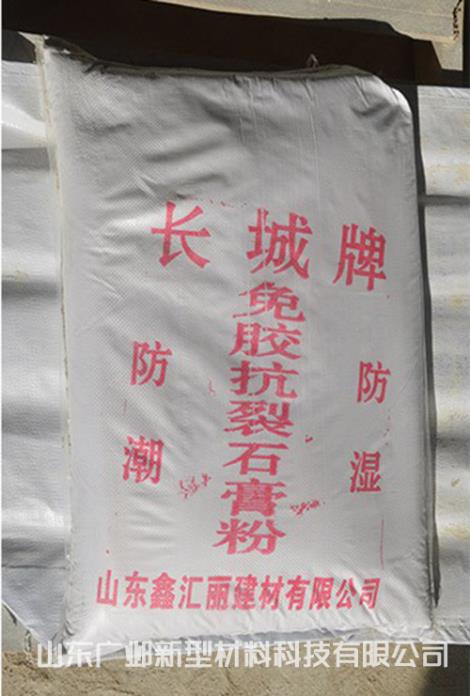 长城牌
免胶抗裂石膏粉
防潮
防湿
山东鑫汇丽建材有限公司
山东广邺新型材料科技有限公司